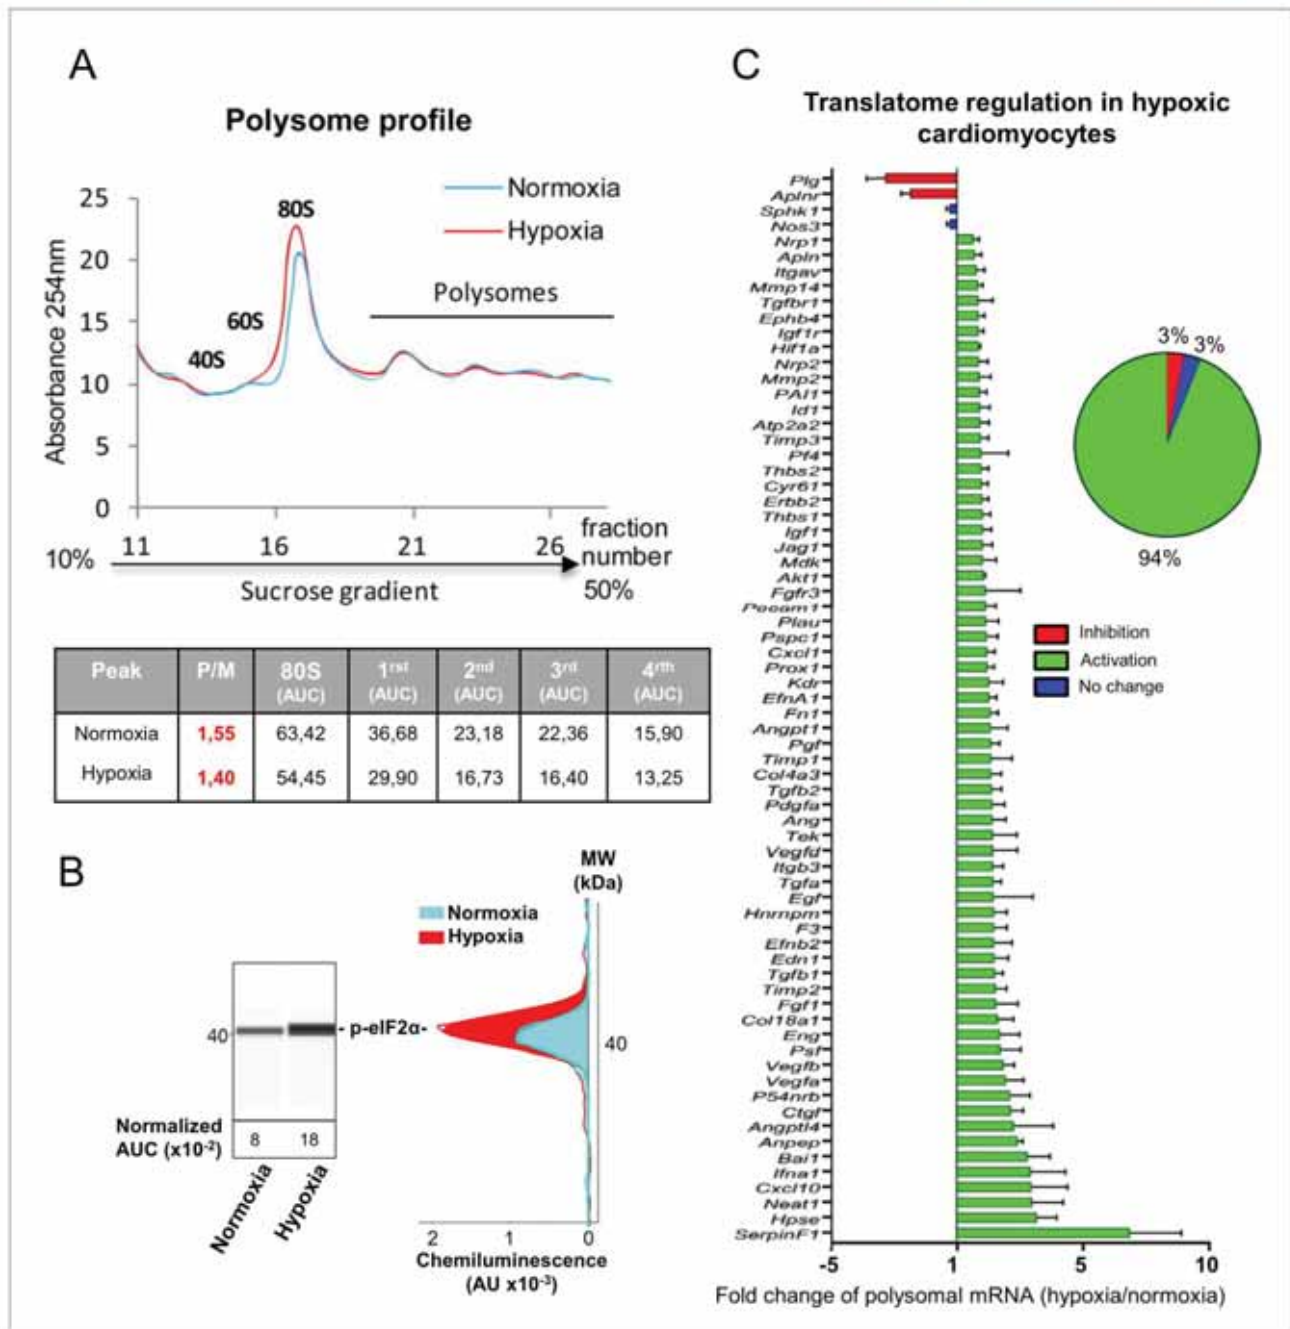 A
Polysome profile
Normoxia
Hypoxia
Absorbance 254nm
25
20
15
10
5
0
40S
60S
80S
Polysomes
11 16 21 26
fraction number
10%
Sucrose gradient
50%
Peak P/M 80S (AUC) 1rst (AUC) 2nd (AUC) 3rd (AUC) 4rth (AUC)
Normoxia 1,55 63,42 36,68 23,18 22,36 15,90
Hypoxia 1,40 54,45 29,90 16,73 16,40 13,25
B
Normoxia
Hypoxia
MW (kDa)
40
- p-eIF2α-
40
Normalized AUC (x10-2)
8 18
Normoxia
Hypoxia
2 1 0
Chemiluminescence
(AU x10-3)
C
Translatome regulation in hypoxic
cardiomyocytes
Plg
Aplnr
Sphk1
Nos3
Nrp1
Apln
Itgav
Mmp14
Tgfbr1
Ephb4
Igf1r
Hif1a
Nrp2
Mmp2
PAI1
Id1
Atp2a2
Timp3
Pf4
Thbs2
Cyr61
Erbb2
Thbs1
Igf1
Jag1
Mdk
Akt1
Fgfr3
Pecam1
Plau
Pspc1
Cxcl1
Prox1
Kdr
EfnA1
Fn1
Angpt1
Pgf
Timp1
Col4a3
Tgfb2
Pdgfa
Ang
Tek
Vegfd
Itgb3
Tgfa
Egf
Hnrnpm
F3
Efnb2
Edn1
Tgfb1
Timp2
Fgf1
Col18a1
Eng
Psf
Vegfb
Vegfa
P54nrb
Ctgf
Angptl4
Anpep
Bai1
Ifna1
Cxcl10
Neat1
Hpse
SerpinF1
-5 1 5 10
Fold change of polysomal mRNA (hypoxia/normoxia)
3% 3%
94%
Inhibition
Activation
No change